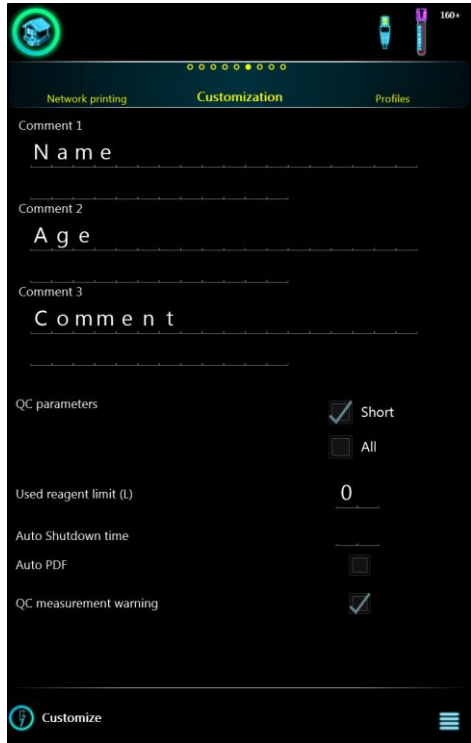 160+
Network printing Customization Profiles
Comment 1
Name
Comment 2
Age
Comment 3
Comment
QC parameters
Short
All
Used reagent limit (L) 0
Auto Shutdown time
Auto PDF
QC measurement warning
Customize